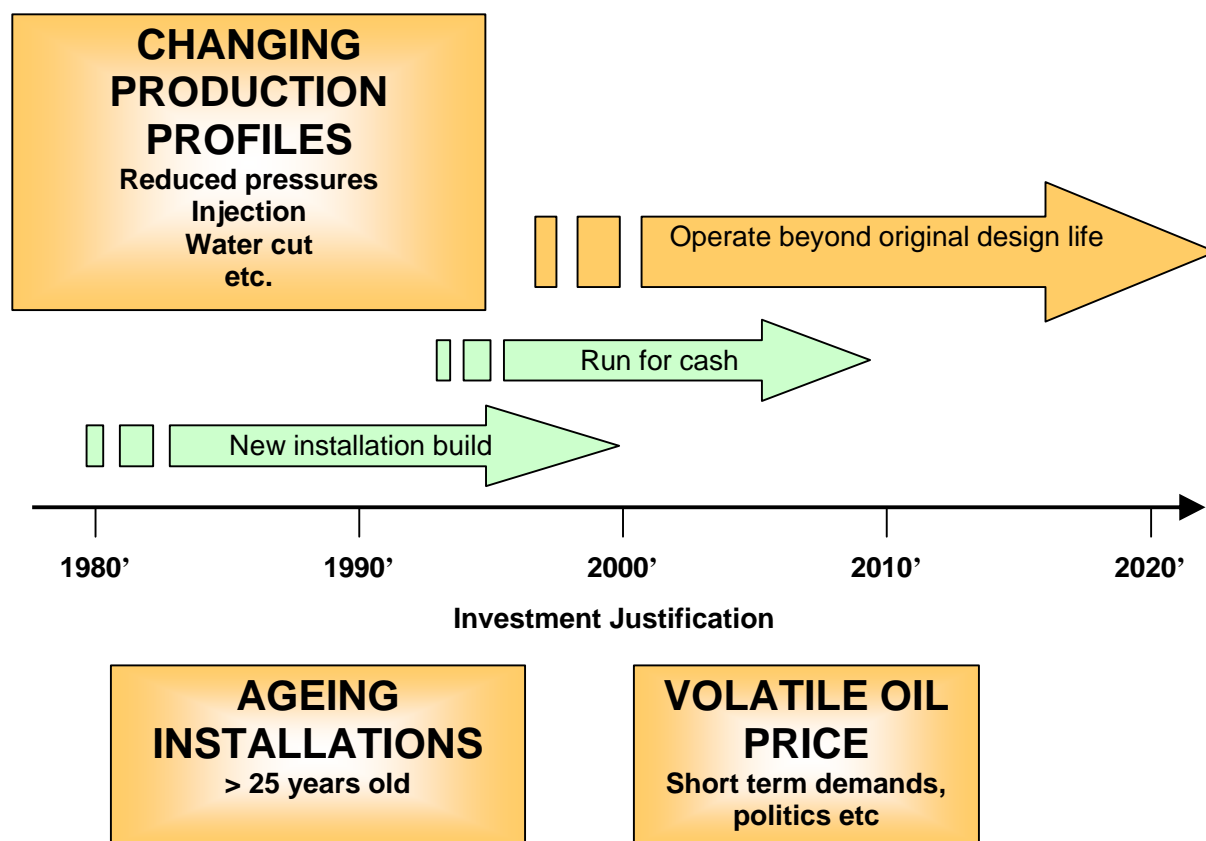 CHANGING
PRODUCTION
PROFILES
Reduced pressures
Injection
Water cut
etc.
Operate beyond original design life
Run for cash
New installation build
1980’ 1990’ 2000’ 2010’ 2020’
Investment Justification
AGEING
INSTALLATIONS
> 25 years old
VOLATILE OIL
PRICE
Short term demands,
politics etc